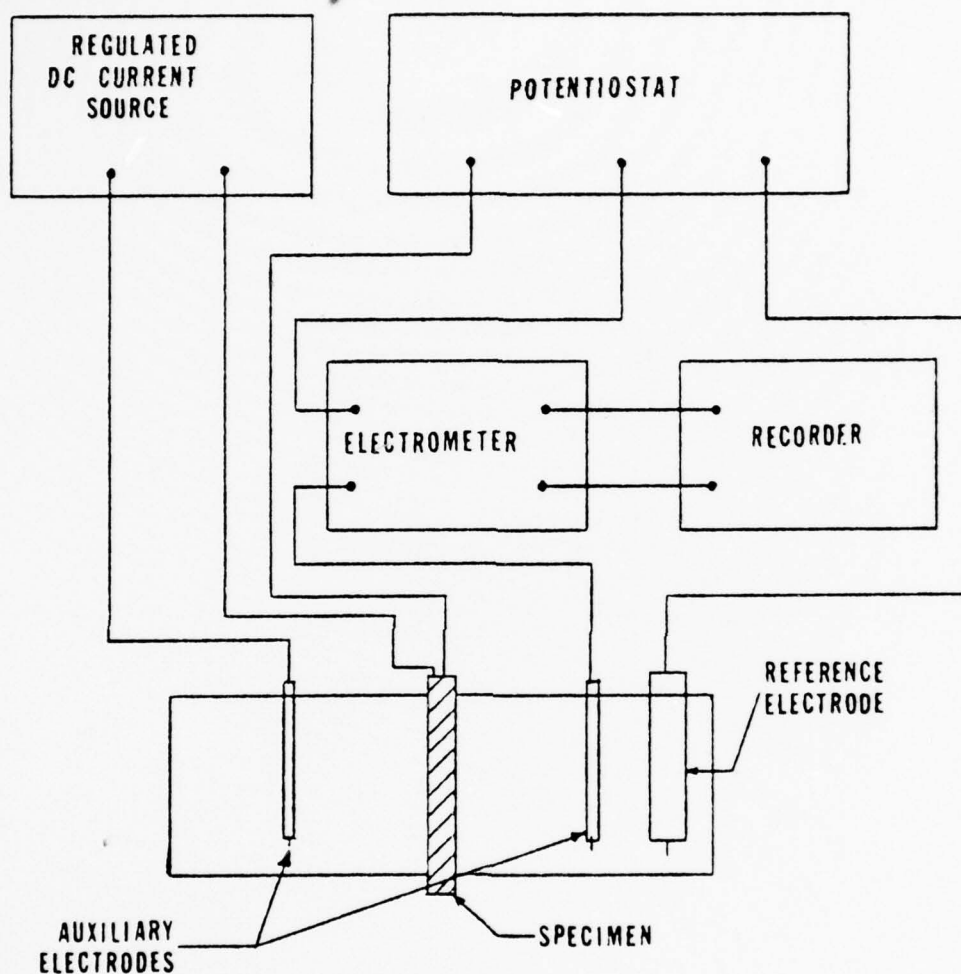 REGULATED
DC CURRENT
SOURCE
POTENTIOSTAT
ELECTROMETER
RECORDER
REFERENCE
ELECTRODE
AUXILIARY
ELECTRODES
SPECIMEN